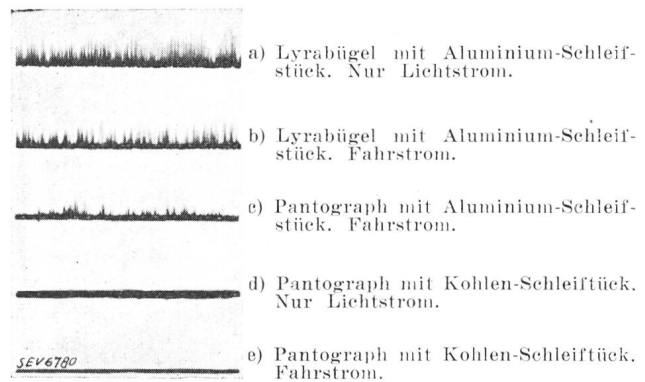 a) Lyrabügel mit Aluminium-Schleif-
stück. Nur Lichtstrom.
b) Lyrabügel mit Aluminium-Schleif-
stück. Fahrstrom.
c) Pantograph mit Aluminium-Schleif-
stück. Fahrstrom.
d) Pantograph mit Kohlen-Schleiftück.
Nur Lichtstrom.
SEV6780
e) Pantograph mit Kohlen-Schleiftück.
Fahrstrom.